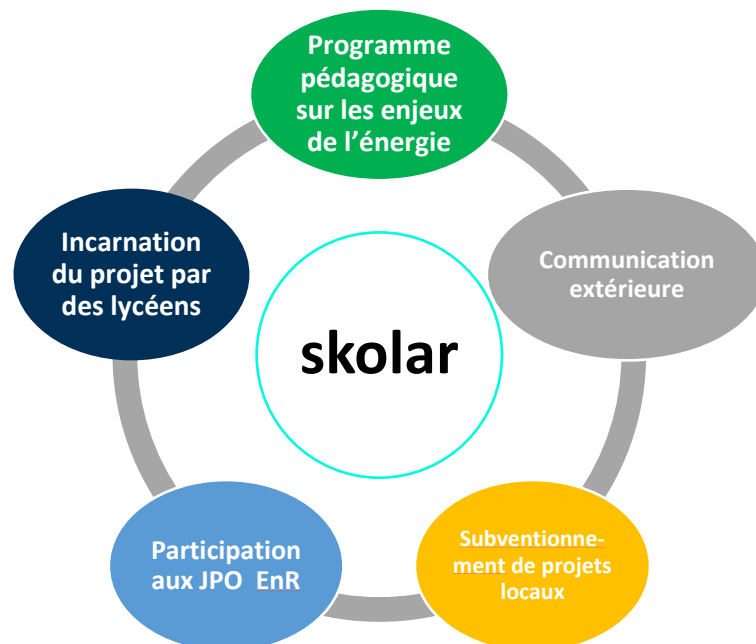 Programme
pédagogique
sur les enjeux
de l’énergie
Incarnation
du projet par
des lycéens
Communication
extérieure
skolar
Participation
aux JPO  EnR
Subventionne-
ment de projets
locaux